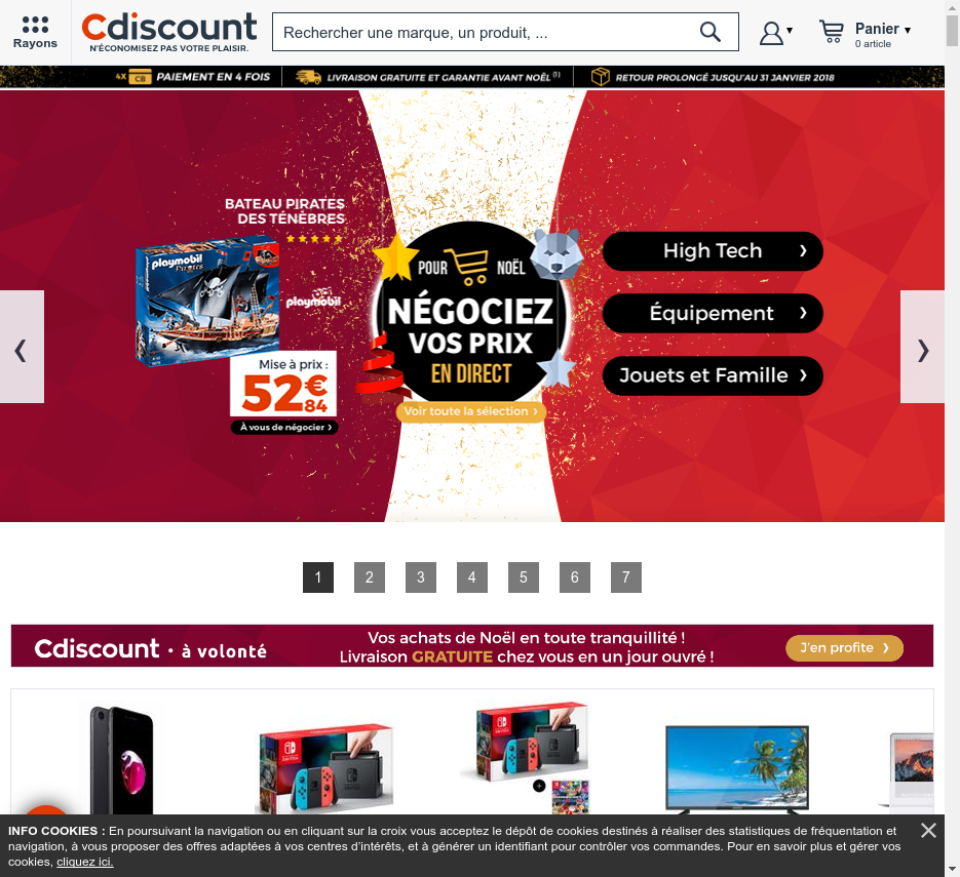 Rayons
Cdiscount
N'ÉCONOMISEZ PAS VOTRE PLAISIR.
Rechercher une marque, un produit, ...
Panier
0 article
4X CB PAIEMENT EN 4 FOIS
LIVRAISON GRATUITE ET GARANTIE AVANT NOËL (1)
RETOUR PROLONGÉ JUSQU'AU 31 JANVIER 2018
BATEAU PIRATES
DES TÉNÈBRES
playmobil
Pirates
playmobil
Mise à prix :
52€84
À vous de négocier ❯
POUR NOËL
NÉGOCIEZ
VOS PRIX
EN DIRECT
Voir toute la sélection ›
High Tech ❯
Équipement ❯
Jouets et Famille ❯
1 2 3 4 5 6 7
Cdiscount · à volonté
Vos achats de Noël en toute tranquillité !
Livraison GRATUITE chez vous en un jour ouvré !
J'en profite ❯
INFO COOKIES : En poursuivant la navigation ou en cliquant sur la croix vous acceptez le dépôt de cookies destinés à réaliser des statistiques de fréquentation et
navigation, à vous proposer des offres adaptées à vos centres d'intérêts, et à générer un identifiant pour contrôler vos commandes. Pour en savoir plus et gérer vos
cookies, cliquez ici.